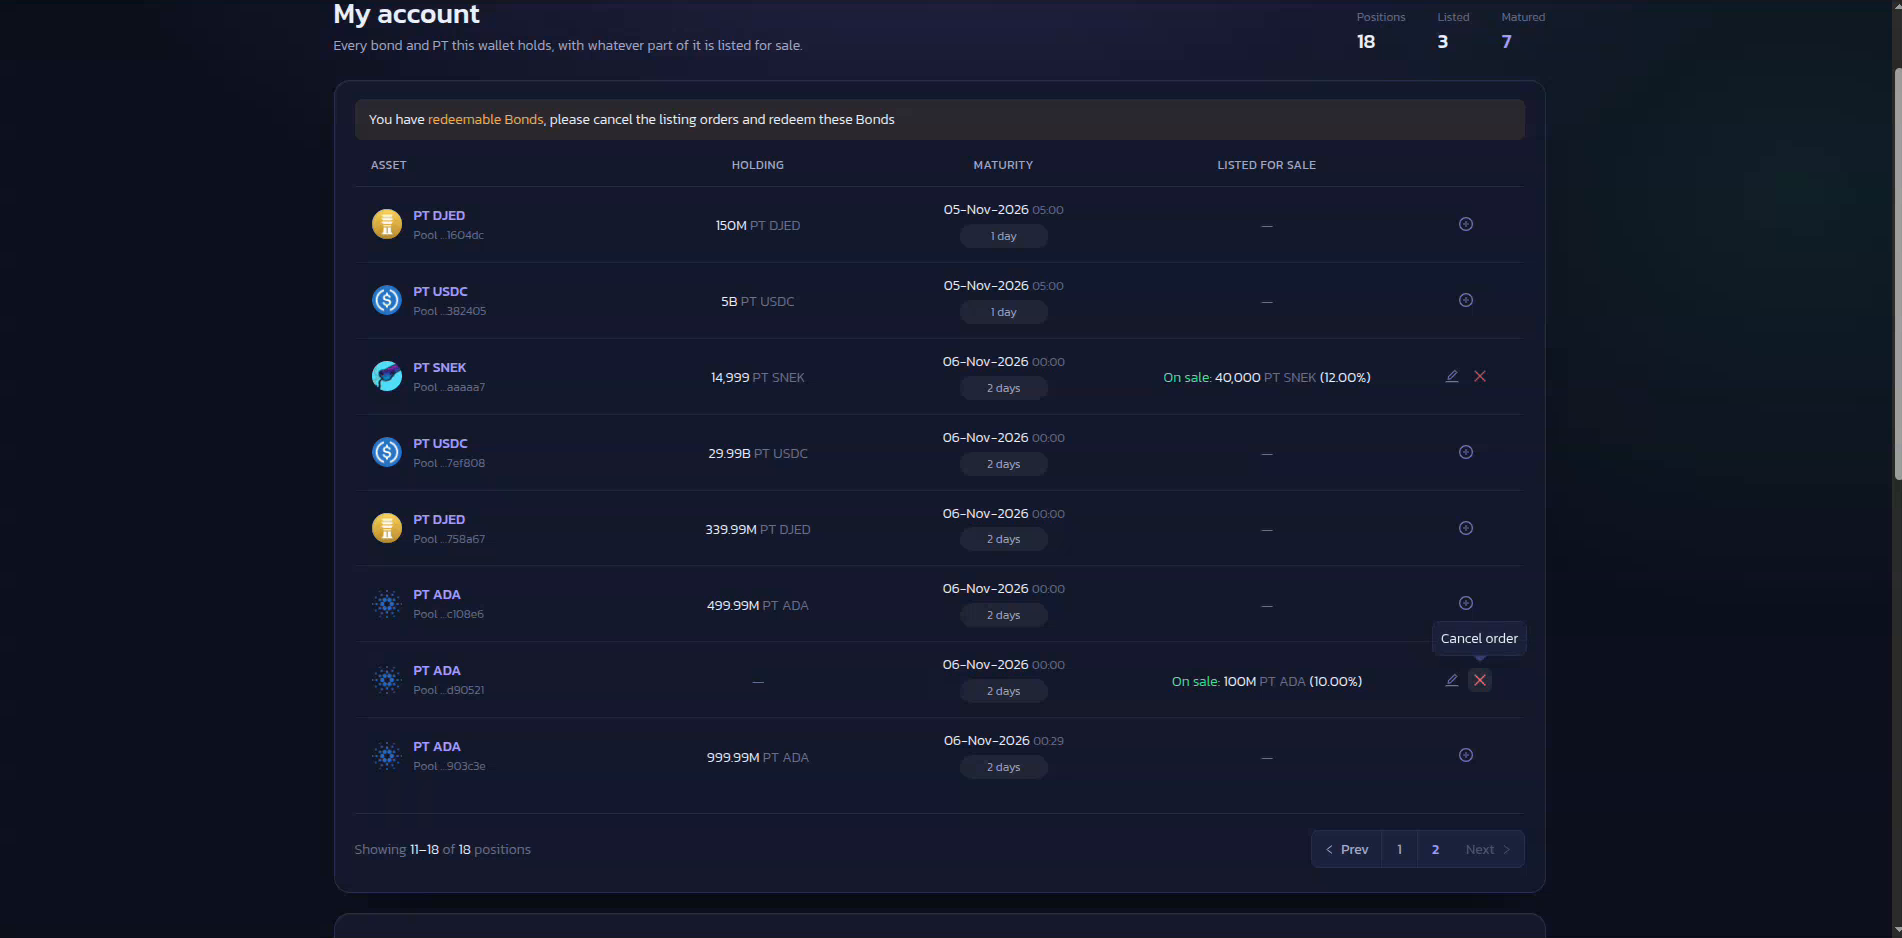 My account
Every bond and PT this wallet holds, with whatever part of it is listed for sale.
Positions Listed Matured
18 3 7
You have redeemable Bonds, please cancel the listing orders and redeem these Bonds
ASSET HOLDING MATURITY LISTED FOR SALE
PT DJED
Pool ...1604dc
150M PT DJED
05-Nov-2026 05:00
1 day
—
PT USDC
Pool ...382405
5B PT USDC
05-Nov-2026 05:00
1 day
—
PT SNEK
Pool ...aaaaa7
14,999 PT SNEK
06-Nov-2026 00:00
2 days
On sale: 40,000 PT SNEK (12.00%)
PT USDC
Pool ...7ef808
29.99B PT USDC
06-Nov-2026 00:00
2 days
—
PT DJED
Pool ...758a67
339.99M PT DJED
06-Nov-2026 00:00
2 days
—
PT ADA
Pool ...c108e6
499.99M PT ADA
06-Nov-2026 00:00
2 days
—
Cancel order
PT ADA
Pool ...d90521
—
06-Nov-2026 00:00
2 days
On sale: 100M PT ADA (10.00%)
PT ADA
Pool ...903c3e
999.99M PT ADA
06-Nov-2026 00:29
2 days
—
Showing 11–18 of 18 positions
< Prev 1 2 Next >